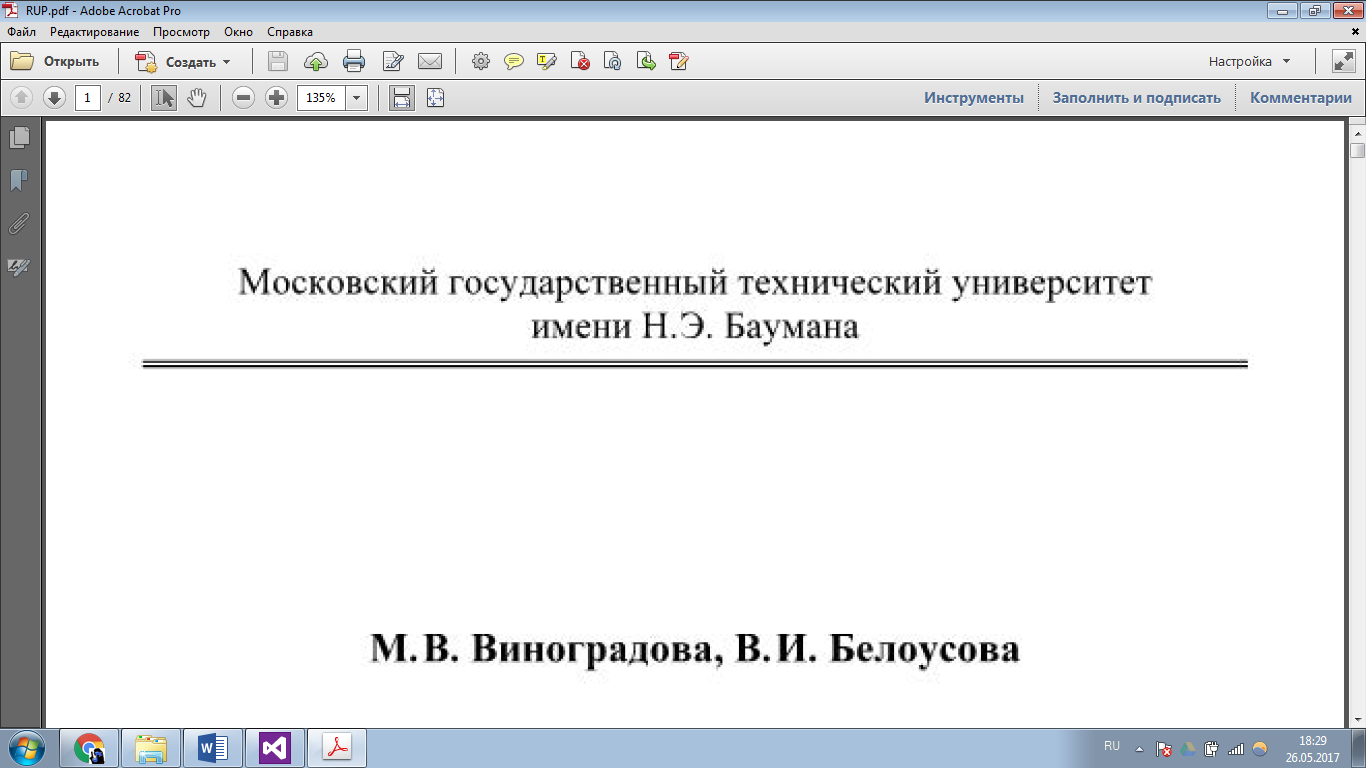 RUP.pdf - Adobe Acrobat Pro
Файл Редактирование Просмотр Окно Справка
Открыть Создать Настройка
1 / 82 135% Инструменты Заполнить и подписать Комментарии
Московский государственный технический университет
имени Н.Э. Баумана
М. В. Виноградова, В. И. Белоусова
RU 18:29
26.05.2017